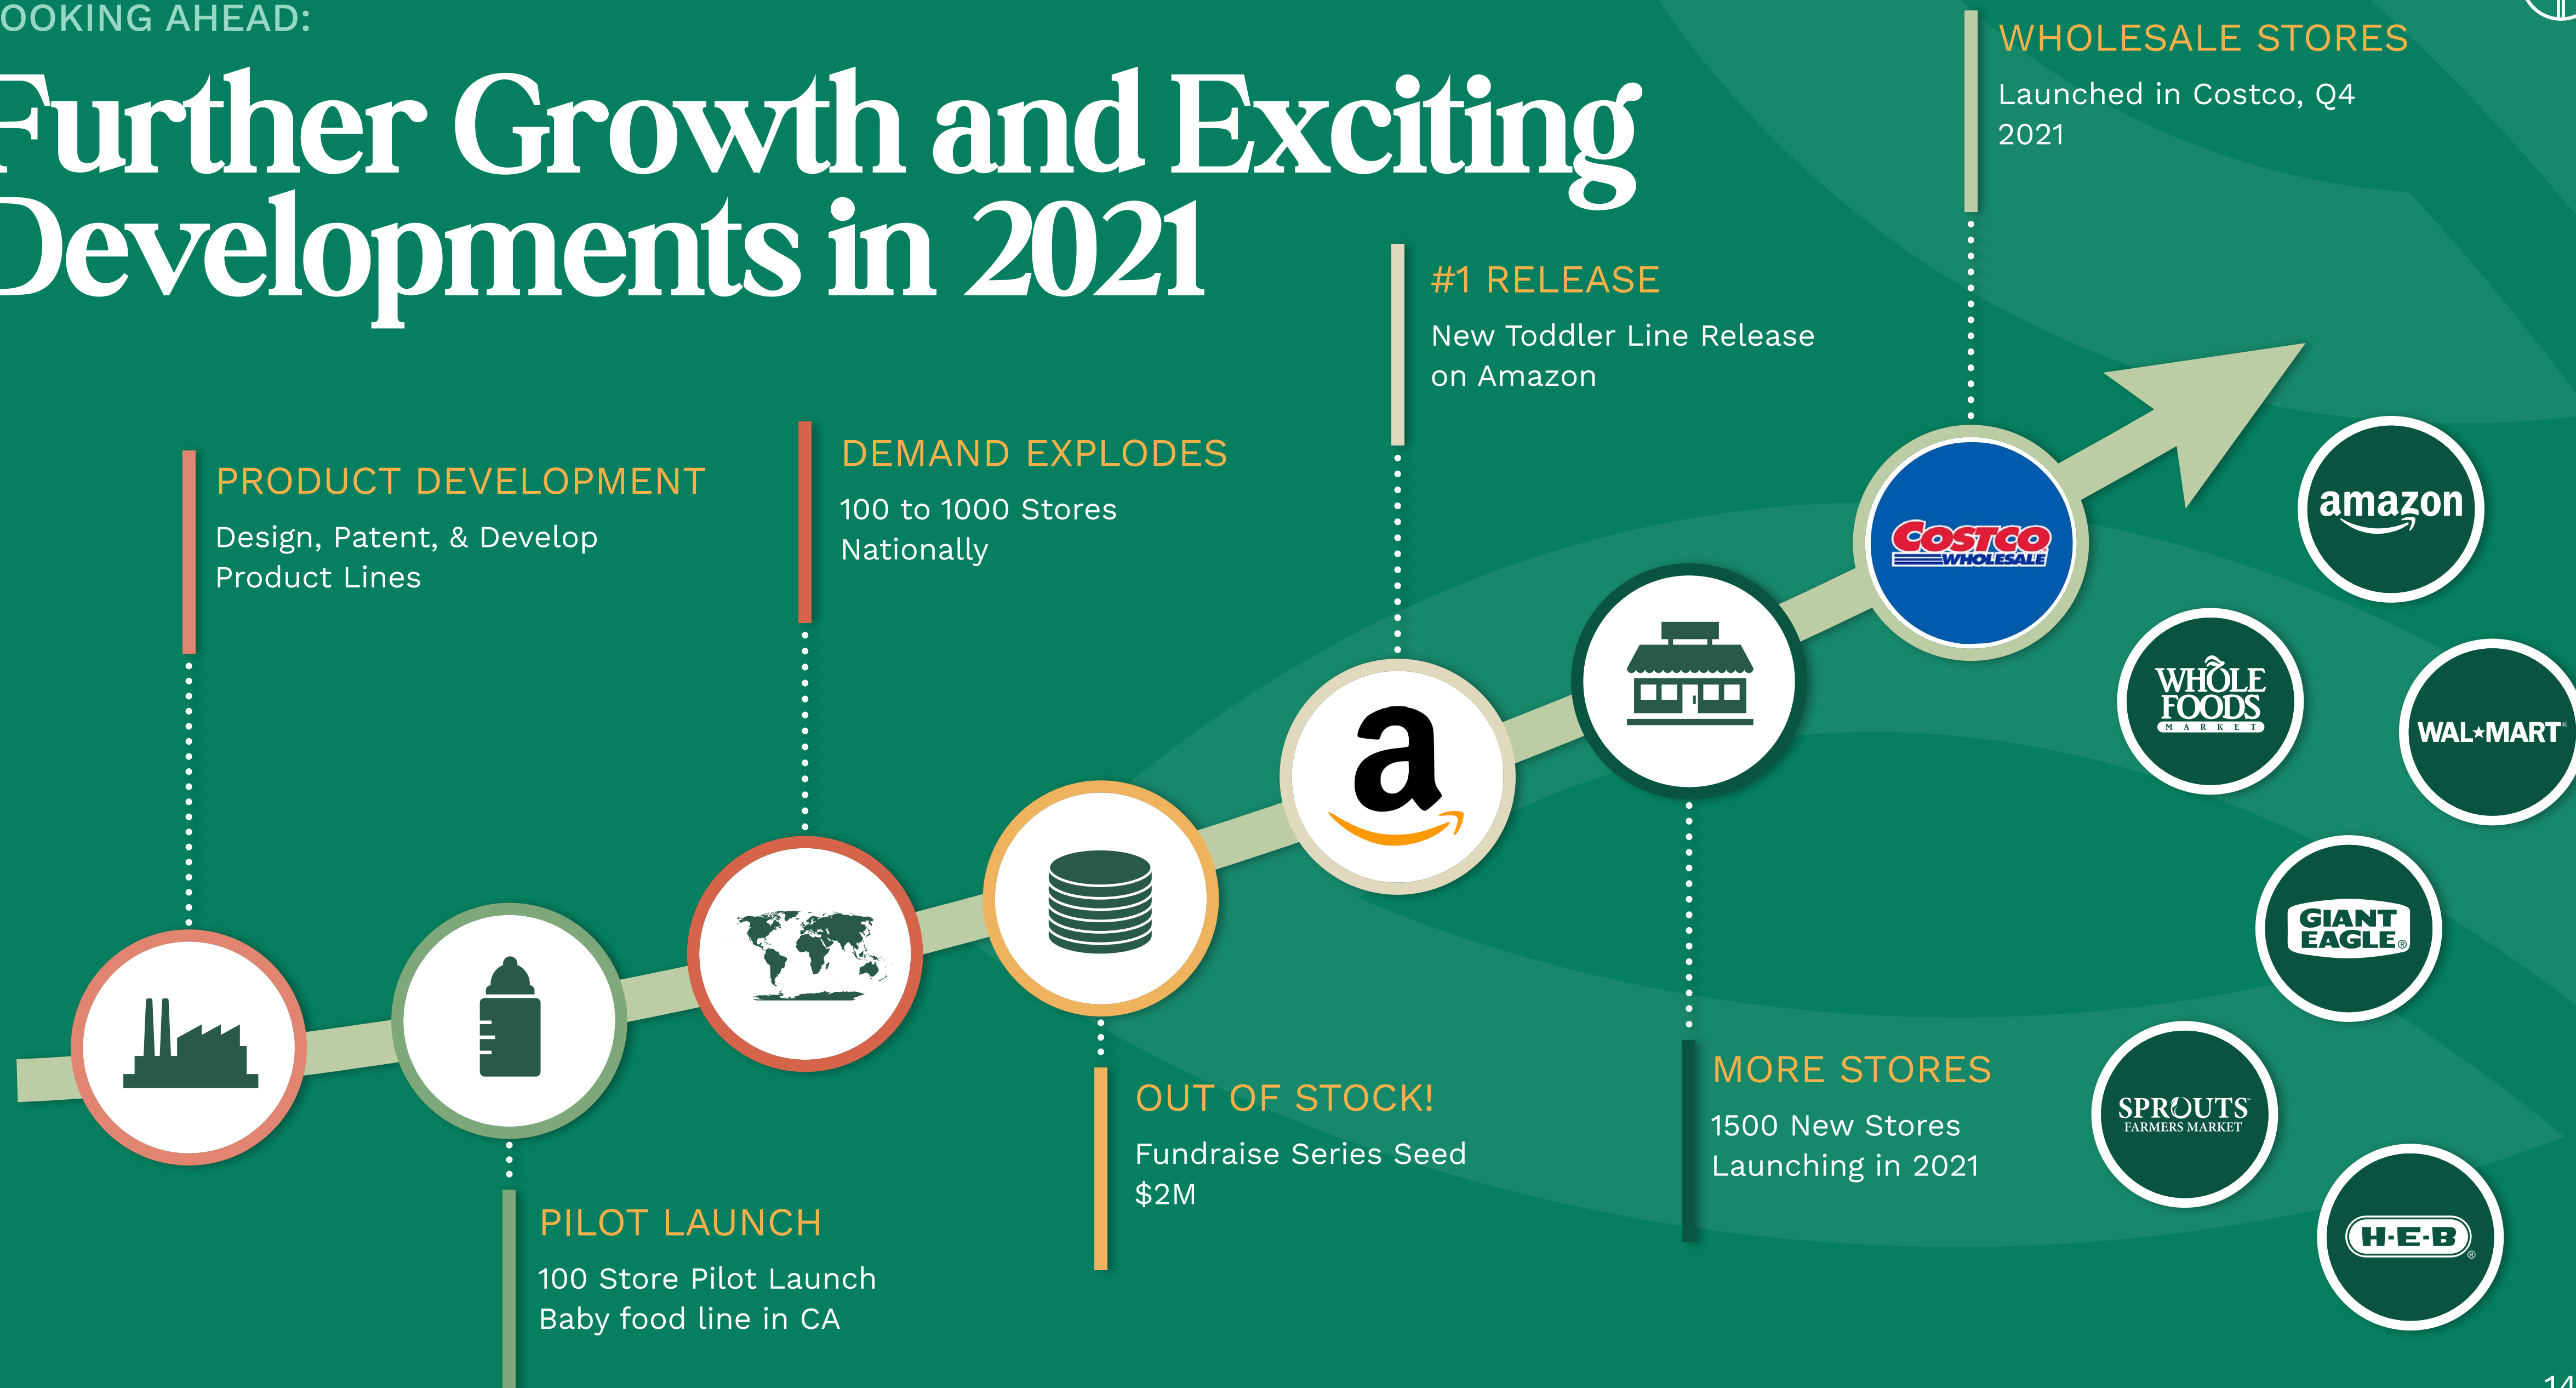 OOKING AHEAD:
Further Growth and Exciting
Developments in 2021
WHOLESALE STORES
Launched in Costco, Q4
2021
#1 RELEASE
New Toddler Line Release
on Amazon
DEMAND EXPLODES
100 to 1000 Stores
Nationally
PRODUCT DEVELOPMENT
Design, Patent, & Develop
Product Lines
COSTCO
WHOLESALE
amazon
WHOLE
FOODS
MARKET
WAL★MART®
a
GIANT
EAGLE®
OUT OF STOCK!
Fundraise Series Seed
$2M
MORE STORES
1500 New Stores
Launching in 2021
SPROUTS™
FARMERS MARKET
PILOT LAUNCH
100 Store Pilot Launch
Baby food line in CA
H-E-B®
14